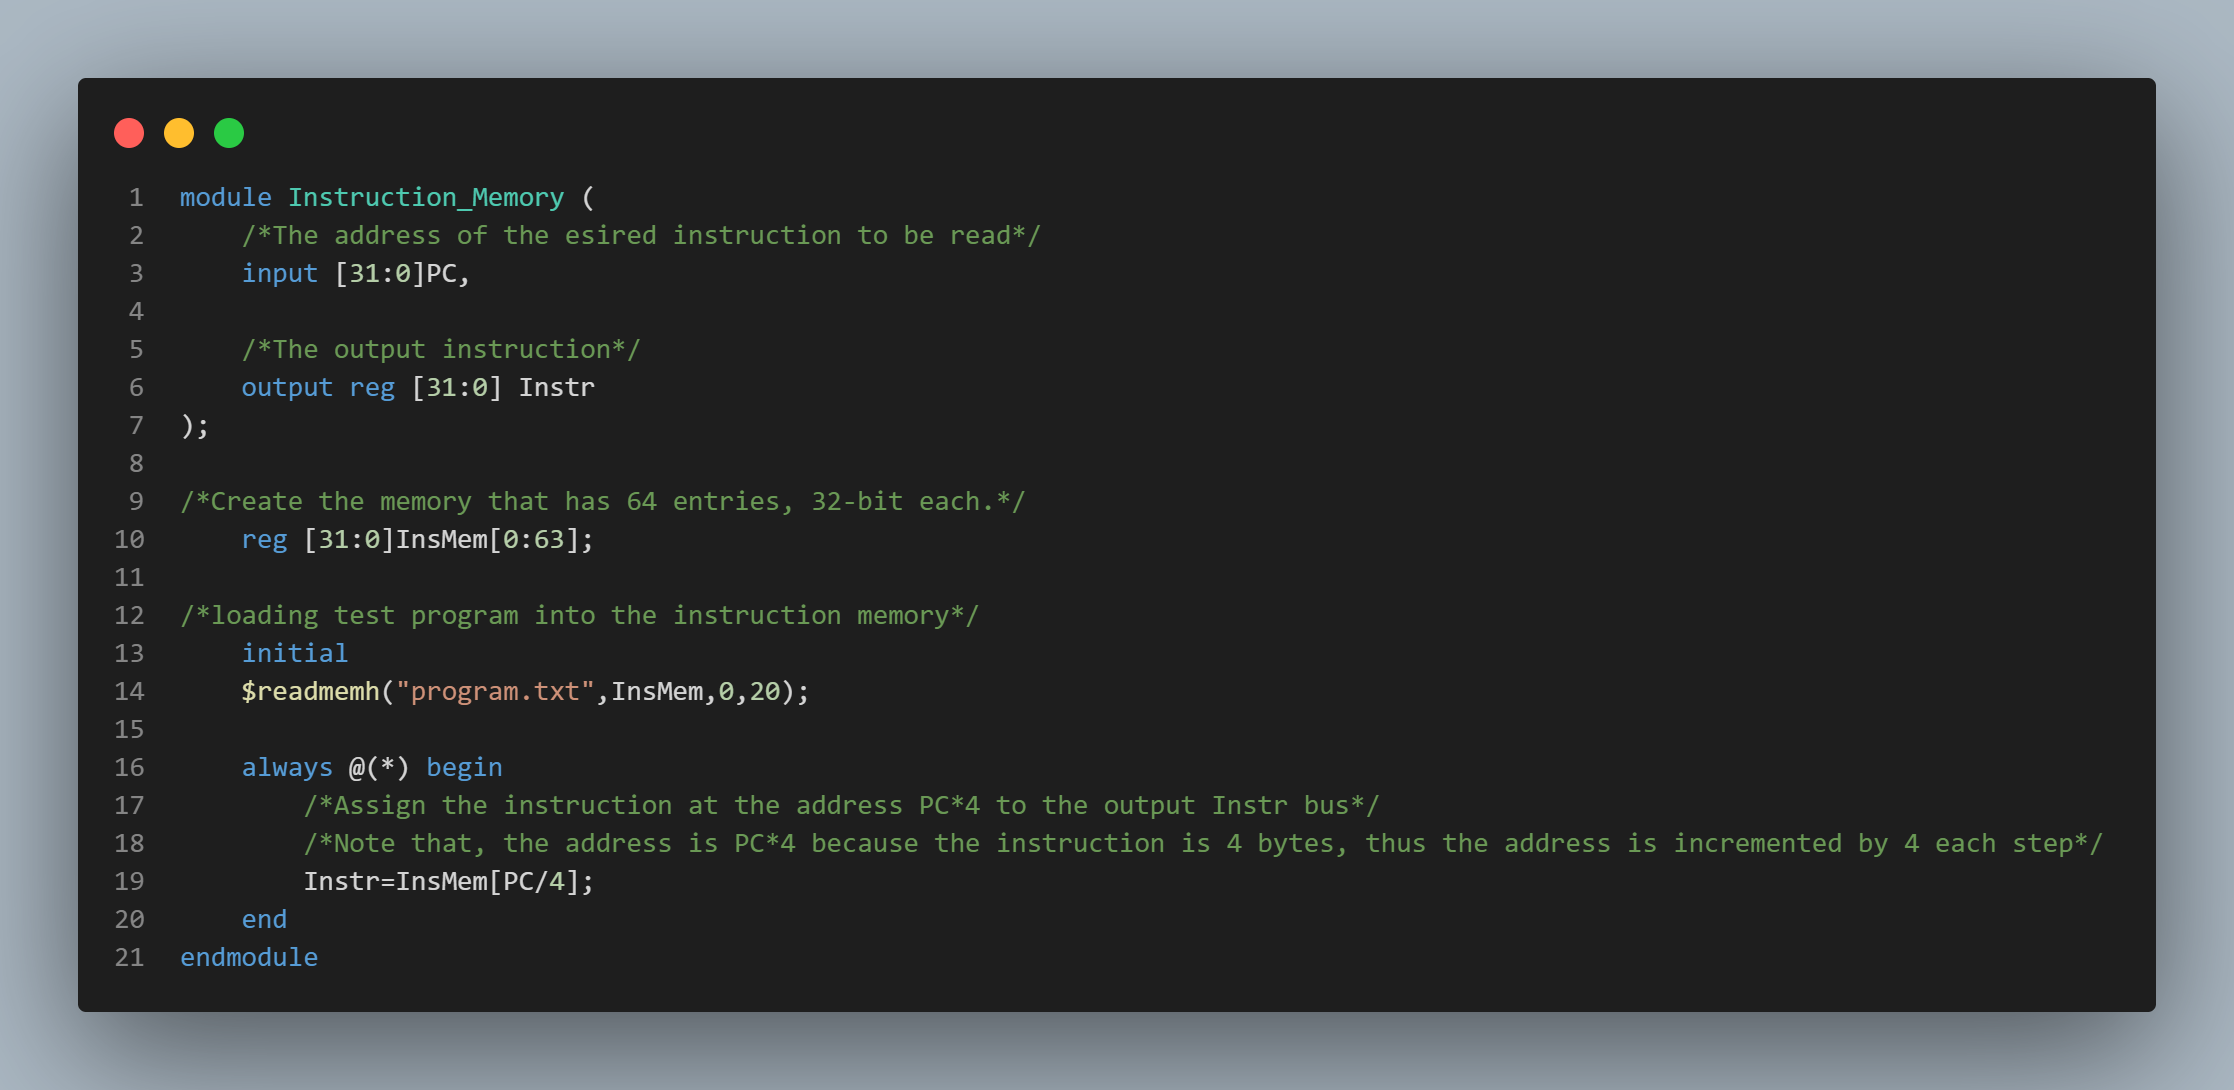 1 module Instruction_Memory (
2     /*The address of the esired instruction to be read*/
3     input [31:0]PC,
4
5     /*The output instruction*/
6     output reg [31:0] Instr
7 );
8
9 /*Create the memory that has 64 entries, 32-bit each.*/
10     reg [31:0]InsMem[0:63];
11
12 /*loading test program into the instruction memory*/
13     initial
14     $readmemh("program.txt",InsMem,0,20);
15
16     always @(*) begin
17         /*Assign the instruction at the address PC*4 to the output Instr bus*/
18         /*Note that, the address is PC*4 because the instruction is 4 bytes, thus the address is incremented by 4 each step*/
19         Instr=InsMem[PC/4];
20     end
21 endmodule